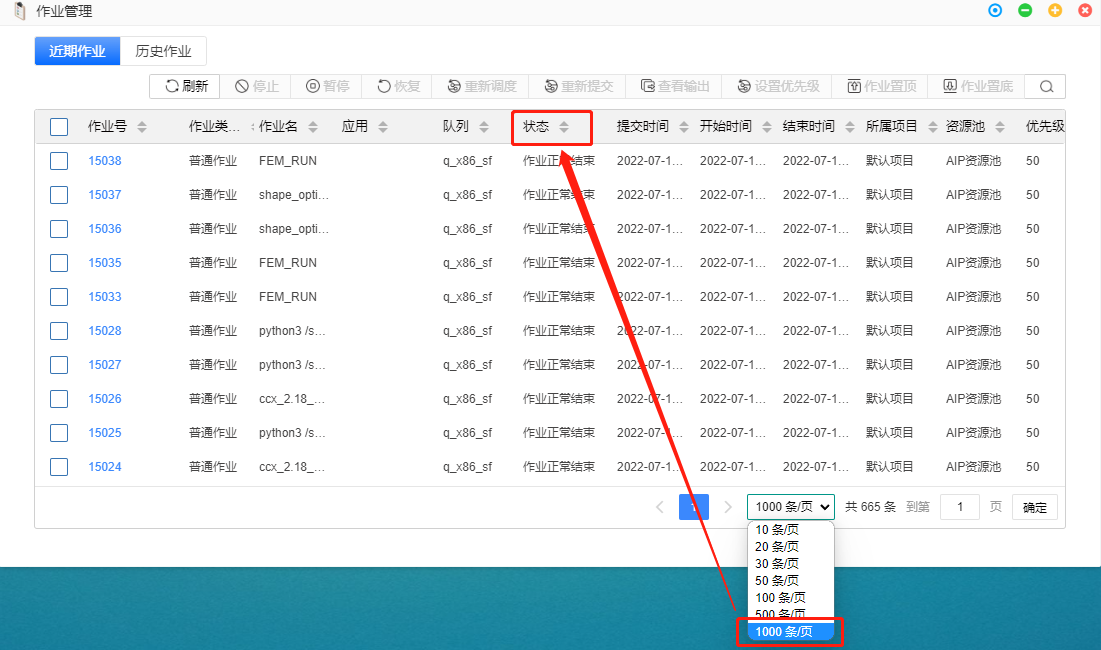 作业管理
近期作业 历史作业
刷新 停止 暂停 恢复 重新调度 重新提交 查看输出 设置优先级 作业置顶 作业置底
作业号 作业类... 作业名 应用 队列 状态 提交时间 开始时间 结束时间 所属项目 资源池 优先级
15038 普通作业 FEM_RUN q_x86_sf 作业正常结束 2022-07-1... 2022-07-1... 2022-07-1... 默认项目 AIP资源池 50
15037 普通作业 shape_opti... q_x86_sf 作业正常结束 2022-07-1... 2022-07-1... 2022-07-1... 默认项目 AIP资源池 50
15036 普通作业 shape_opti... q_x86_sf 作业正常结束 2022-07-1... 2022-07-1... 2022-07-1... 默认项目 AIP资源池 50
15035 普通作业 FEM_RUN q_x86_sf 作业正常结束 2022-07-1... 2022-07-1... 2022-07-1... 默认项目 AIP资源池 50
15033 普通作业 FEM_RUN q_x86_sf 作业正常结束 2022-07-1... 2022-07-1... 2022-07-1... 默认项目 AIP资源池 50
15028 普通作业 python3 /s... q_x86_sf 作业正常结束 2022-07-1... 2022-07-1... 2022-07-1... 默认项目 AIP资源池 50
15027 普通作业 python3 /s... q_x86_sf 作业正常结束 2022-07-1... 2022-07-1... 2022-07-1... 默认项目 AIP资源池 50
15026 普通作业 ccx_2.18_... q_x86_sf 作业正常结束 2022-07-1... 2022-07-1... 2022-07-1... 默认项目 AIP资源池 50
15025 普通作业 python3 /s... q_x86_sf 作业正常结束 2022-07-1... 2022-07-1... 2022-07-1... 默认项目 AIP资源池 50
15024 普通作业 ccx_2.18_... q_x86_sf 作业正常结束 2022-07-1... 2022-07-1... 2022-07-1... 默认项目 AIP资源池 50
1 1000 条/页 共 665 条 到第 1 页 确定
10 条/页
20 条/页
30 条/页
50 条/页
100 条/页
500 条/页
1000 条/页